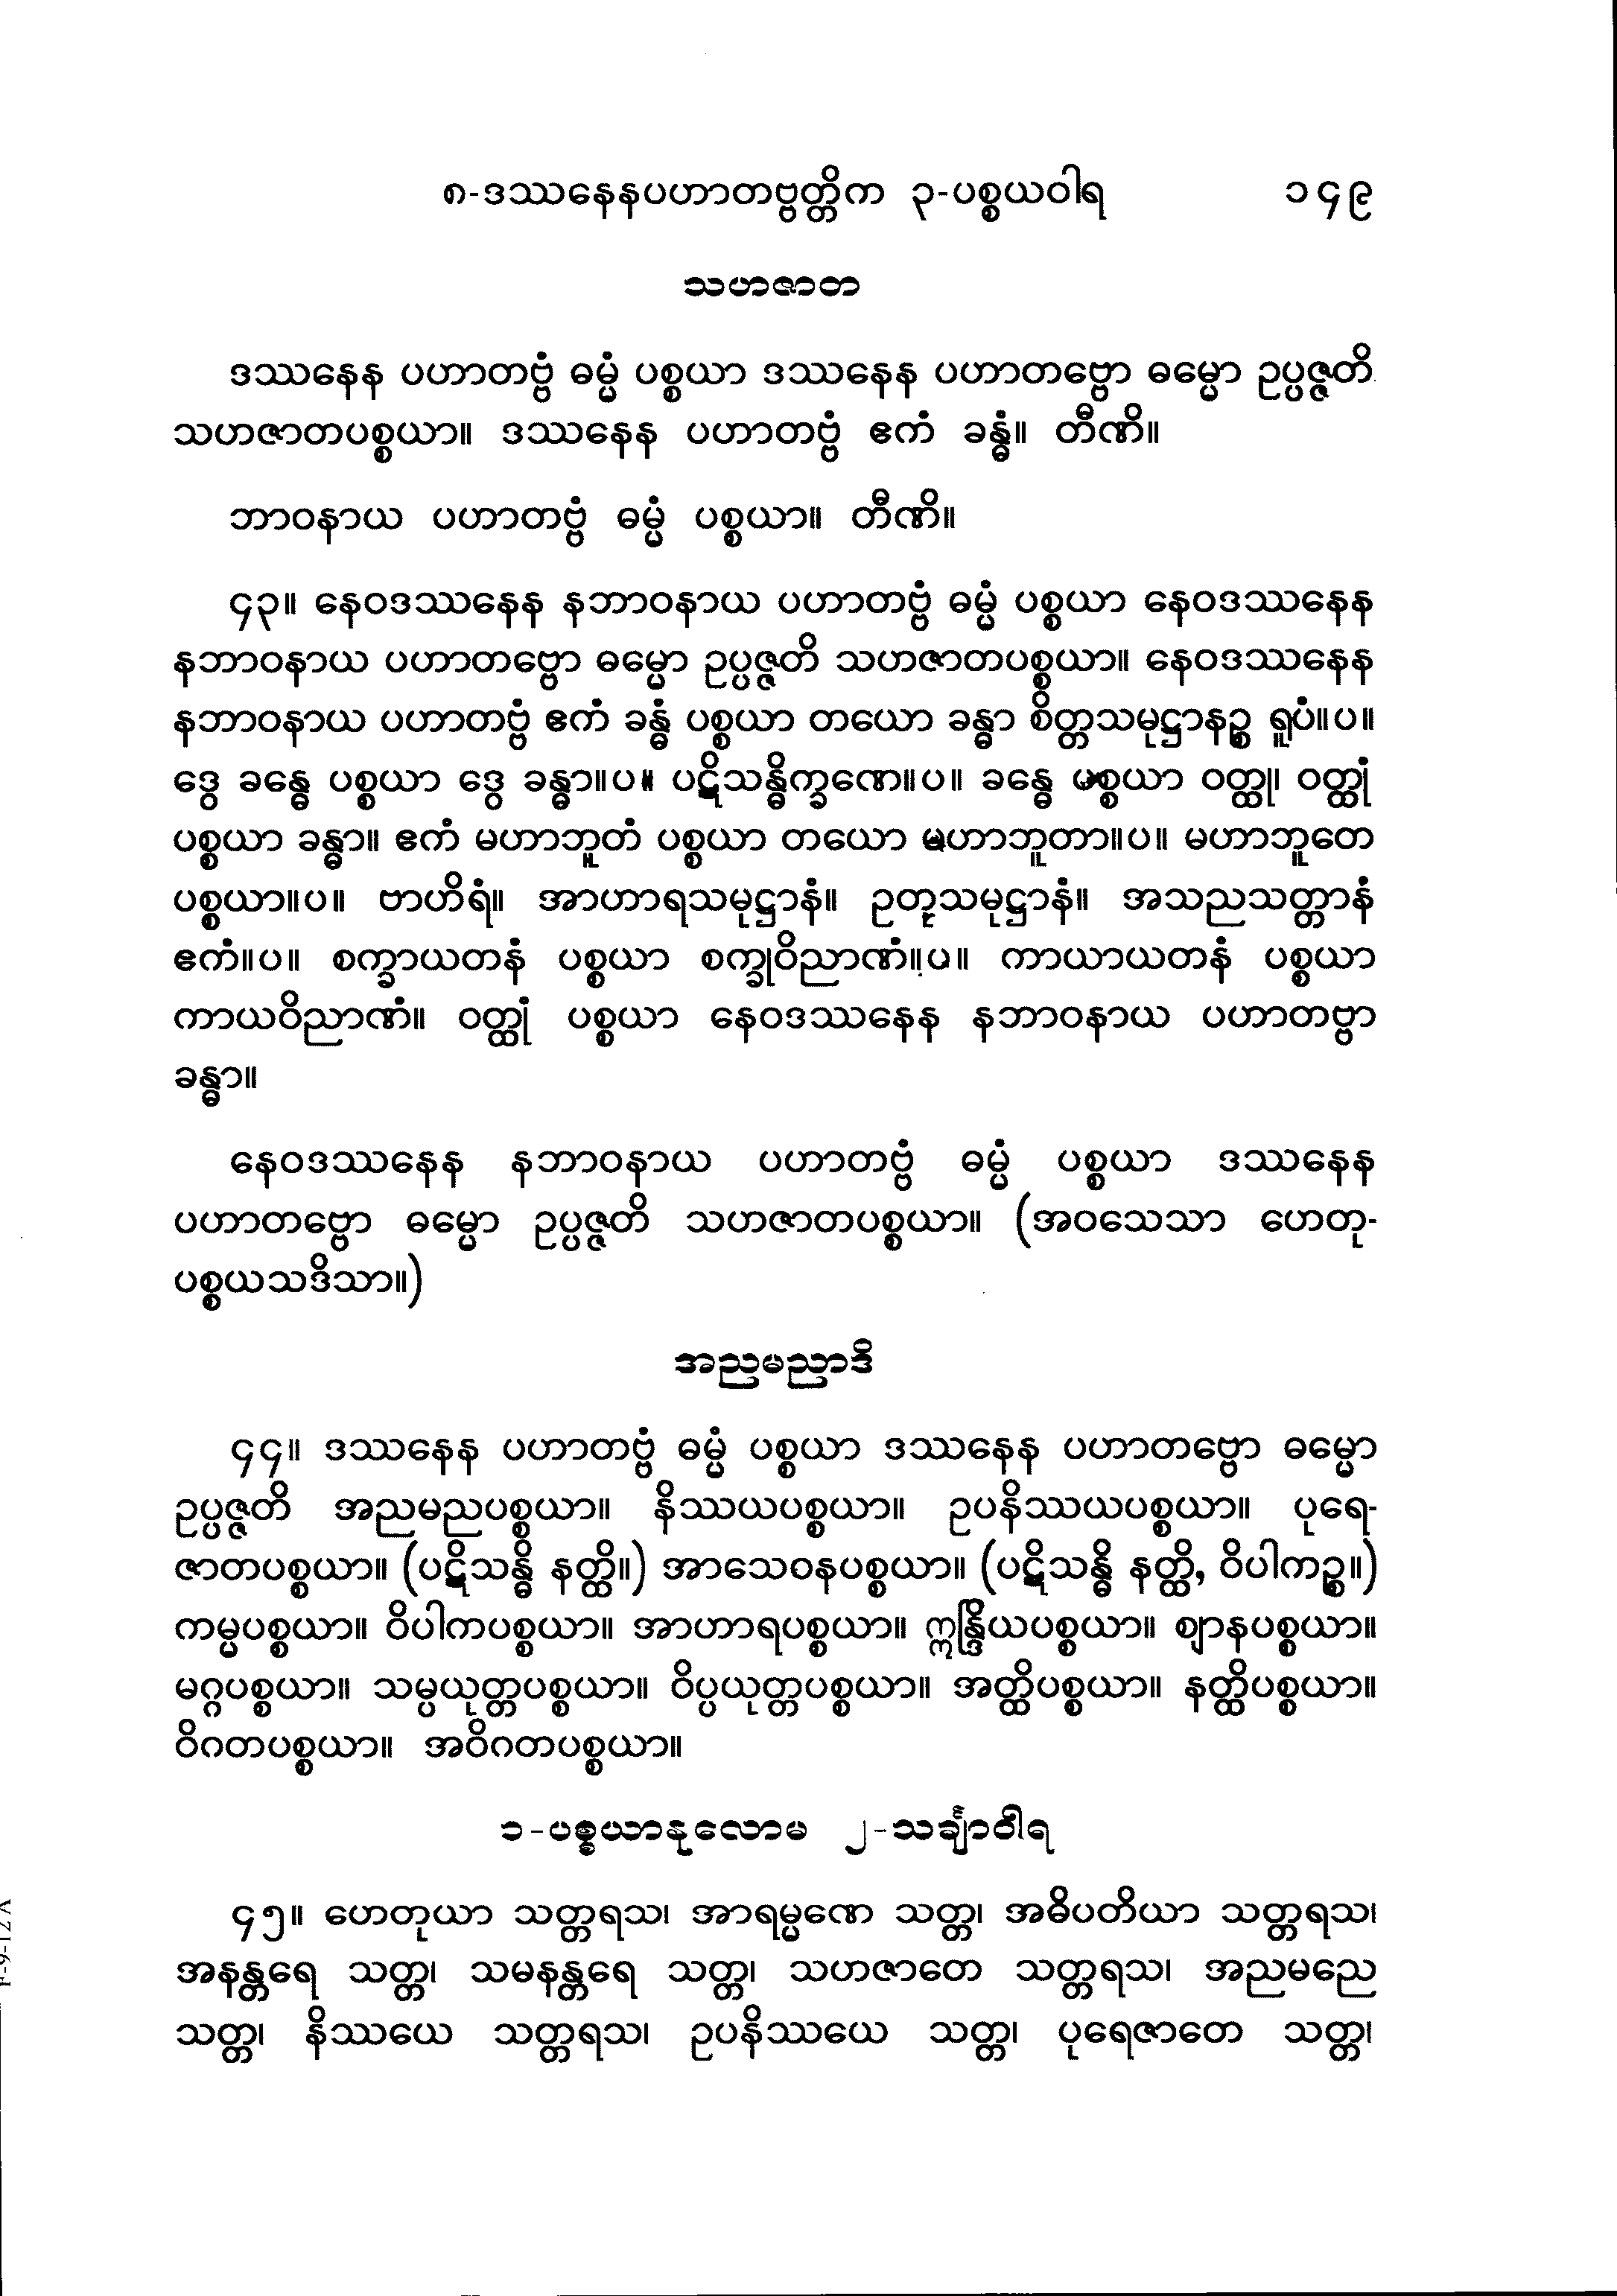 ၈-ဒဿနေနပဟာတဗ္ဗတ္တိက ၃-ပစ္စယဝါရ ၁၄၉
သဟဇာတ
ဒဿနေန ပဟာတဗ္ဗံ ဓမ္မံ ပစ္စယာ ဒဿနေန ပဟာတဗ္ဗော ဓမ္မော ဥပ္ပဇ္ဇတိ
သဟဇာတပစ္စယာ။ ဒဿနေန ပဟာတဗ္ဗံ ဧကံ ခန္ဓံ။ တီဏိ။
ဘာဝနာယ ပဟာတဗ္ဗံ ဓမ္မံ ပစ္စယာ။ တီဏိ။
၄၃။ နေဝဒဿနေန နဘာဝနာယ ပဟာတဗ္ဗံ ဓမ္မံ ပစ္စယာ နေဝဒဿနေန
နဘာဝနာယ ပဟာတဗ္ဗော ဓမ္မော ဥပ္ပဇ္ဇတိ သဟဇာတပစ္စယာ။ နေဝဒဿနေန
နဘာဝနာယ ပဟာတဗ္ဗံ ဧကံ ခန္ဓံ ပစ္စယာ တယော ခန္ဓာ စိတ္တသမုဋ္ဌာနဉ္စ ရူပံ။ပ။
ဒွေ ခန္ဓေ ပစ္စယာ ဒွေ ခန္ဓာ။ပ။ ပဋိသန္ဓိက္ခဏေ။ပ။ ခန္ဓေ ပစ္စယာ ဝတ္ထု၊ ဝတ္ထုံ
ပစ္စယာ ခန္ဓာ။ ဧကံ မဟာဘူတံ ပစ္စယာ တယော မဟာဘူတာ။ပ။ မဟာဘူတေ
ပစ္စယာ။ပ။ ဗာဟိရံ။ အာဟာရသမုဋ္ဌာနံ။ ဥတုသမုဋ္ဌာနံ။ အသညသတ္တာနံ
ဧကံ။ပ။ စက္ခာယတနံ ပစ္စယာ စက္ခုဝိညာဏံ။ပ။ ကာယာယတနံ ပစ္စယာ
ကာယဝိညာဏံ။ ဝတ္ထုံ ပစ္စယာ နေဝဒဿနေန နဘာဝနာယ ပဟာတဗ္ဗာ
ခန္ဓာ။
နေဝဒဿနေန နဘာဝနာယ ပဟာတဗ္ဗံ ဓမ္မံ ပစ္စယာ ဒဿနေန
ပဟာတဗ္ဗော ဓမ္မော ဥပ္ပဇ္ဇတိ သဟဇာတပစ္စယာ။ (အဝသေသာ ဟေတု-
ပစ္စယသဒိသာ။)
အညမညာဒိ
၄၄။ ဒဿနေန ပဟာတဗ္ဗံ ဓမ္မံ ပစ္စယာ ဒဿနေန ပဟာတဗ္ဗော ဓမ္မော
ဥပ္ပဇ္ဇတိ အညမညပစ္စယာ။ နိဿယပစ္စယာ။ ဥပနိဿယပစ္စယာ။ ပုရေ-
ဇာတပစ္စယာ။ (ပဋိသန္ဓိ နတ္ထိ။) အာသေဝနပစ္စယာ။ (ပဋိသန္ဓိ နတ္ထိ, ဝိပါကဉ္စ။)
ကမ္မပစ္စယာ။ ဝိပါကပစ္စယာ။ အာဟာရပစ္စယာ။ ဣန္ဒြိယပစ္စယာ။ ဈာနပစ္စယာ။
မဂ္ဂပစ္စယာ။ သမ္ပယုတ္တပစ္စယာ။ ဝိပ္ပယုတ္တပစ္စယာ။ အတ္ထိပစ္စယာ။ နတ္ထိပစ္စယာ။
ဝိဂတပစ္စယာ။ အဝိဂတပစ္စယာ။
၁-ပစ္စယာနုလောမ ၂-သင်္ချာဝါရ
၄၅။ ဟေတုယာ သတ္တရသ၊ အာရမ္မဏေ သတ္တ၊ အဓိပတိယာ သတ္တရသ၊
အနန္တရေ သတ္တ၊ သမနန္တရေ သတ္တ၊ သဟဇာတေ သတ္တရသ၊ အညမညေ
သတ္တ၊ နိဿယေ သတ္တရသ၊ ဥပနိဿယေ သတ္တ၊ ပုရေဇာတေ သတ္တ၊
F-9-12 A